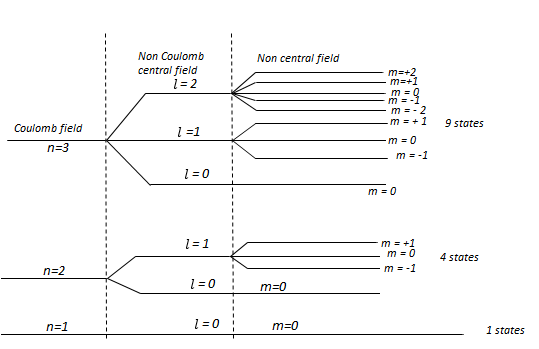 Non Coulomb
central field
Non central field
l = 2
m=+2
m=+1
m = 0
m = -1
m = - 2
Coulomb field
n=3
l =1
m = + 1
m = 0
m = -1
9 states
l = 0
m = 0
l = 1
m = +1
m = 0
m = -1
4 states
n=2
l = 0
m=0
n=1
l = 0
m=0
1 states